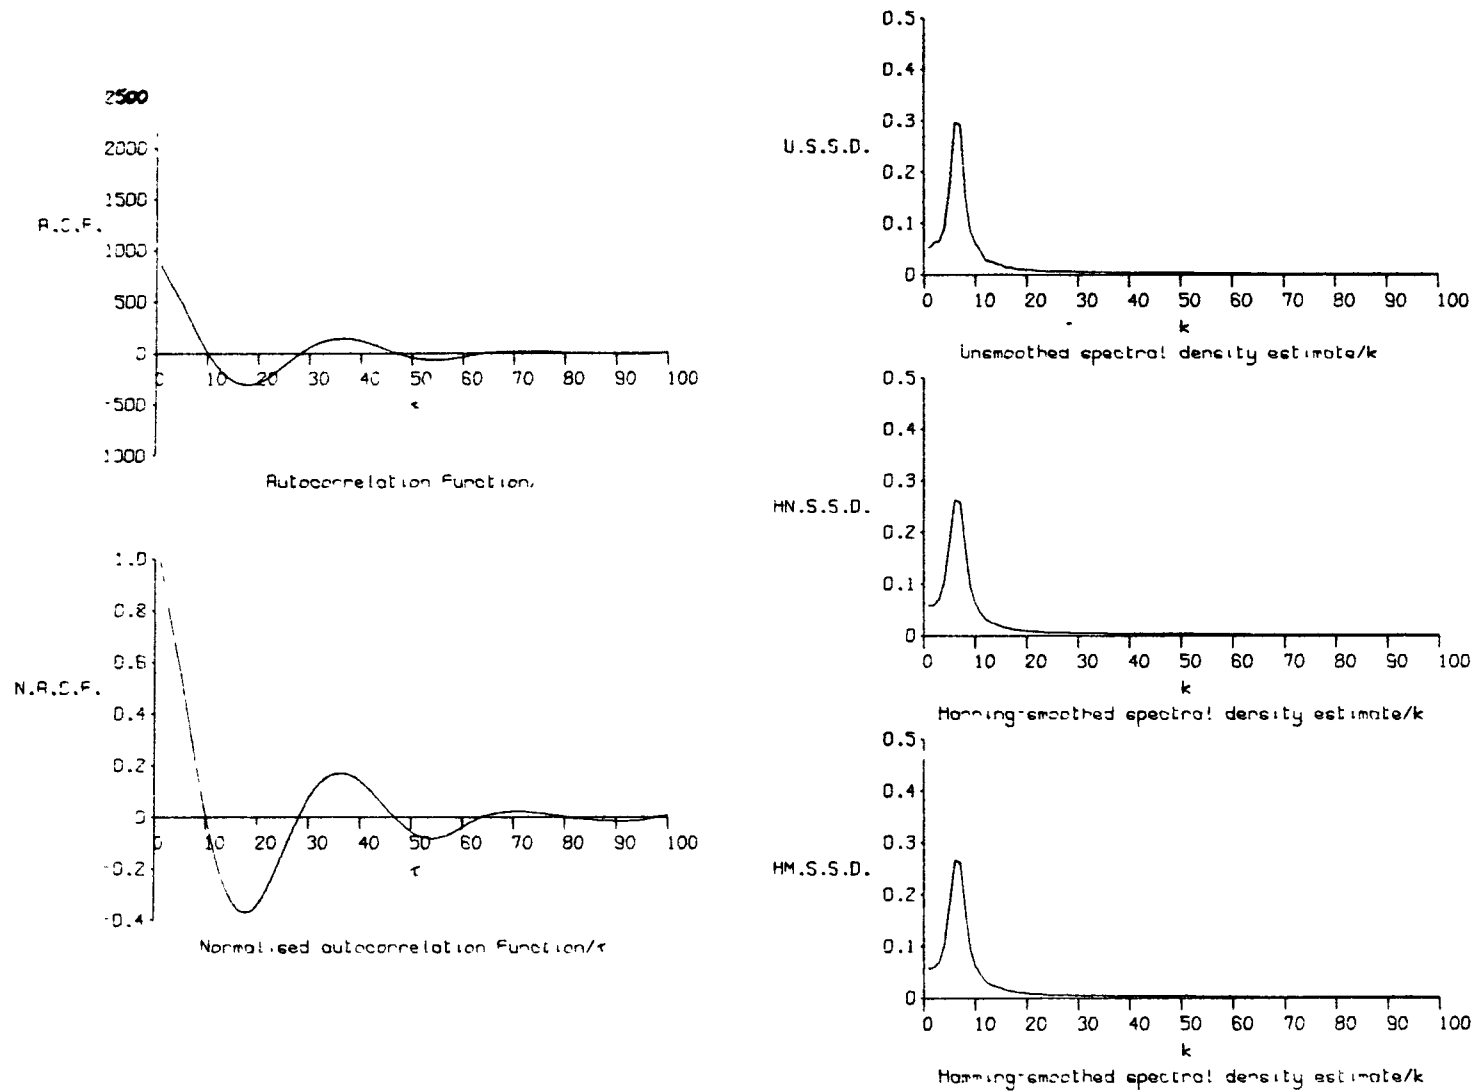 2500
2000
1500
A.C.F.
1000
500
0
0 10 20 30 40 50 60 70 80 90 100
τ
-500
1000
Autocorrelation Function/
1.0
0.8
0.6
N.A.C.F.
0.4
0.2
0
0 10 20 30 40 50 60 70 80 90 100
τ
-0.2
-0.4
Normalised autocorrelation Function/τ
0.5
0.4
0.3
U.S.S.D.
0.2
0.1
0
0 10 20 30 40 50 60 70 80 90 100
k
Unsmoothed spectral density estimate/k
0.5
0.4
0.3
HN.S.S.D.
0.2
0.1
0
0 10 20 30 40 50 60 70 80 90 100
k
Hanning-smoothed spectral density estimate/k
0.5
0.4
0.3
HM.S.S.D.
0.2
0.1
0
0 10 20 30 40 50 60 70 80 90 100
k
Hamming-smoothed spectral density estimate/k